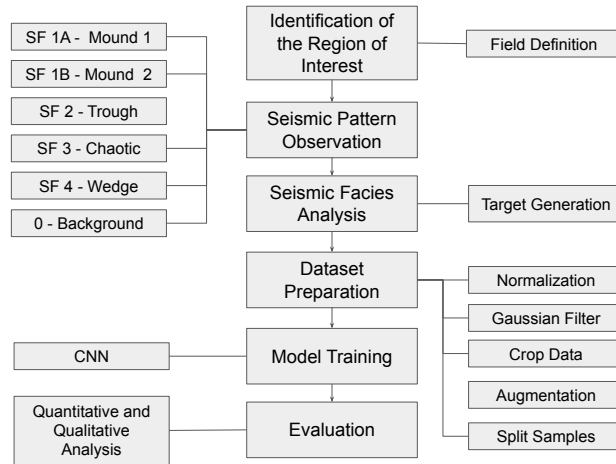 Identification of
the Region of
Interest
Field Definition
SF 1A - Mound 1
SF 1B - Mound 2
SF 2 - Trough
SF 3 - Chaotic
SF 4 - Wedge
0 - Background
Seismic Pattern
Observation
Seismic Facies
Analysis
Target Generation
Dataset
Preparation
Normalization
Gaussian Filter
Crop Data
Augmentation
Split Samples
CNN
Model Training
Quantitative and
Qualitative
Analysis
Evaluation